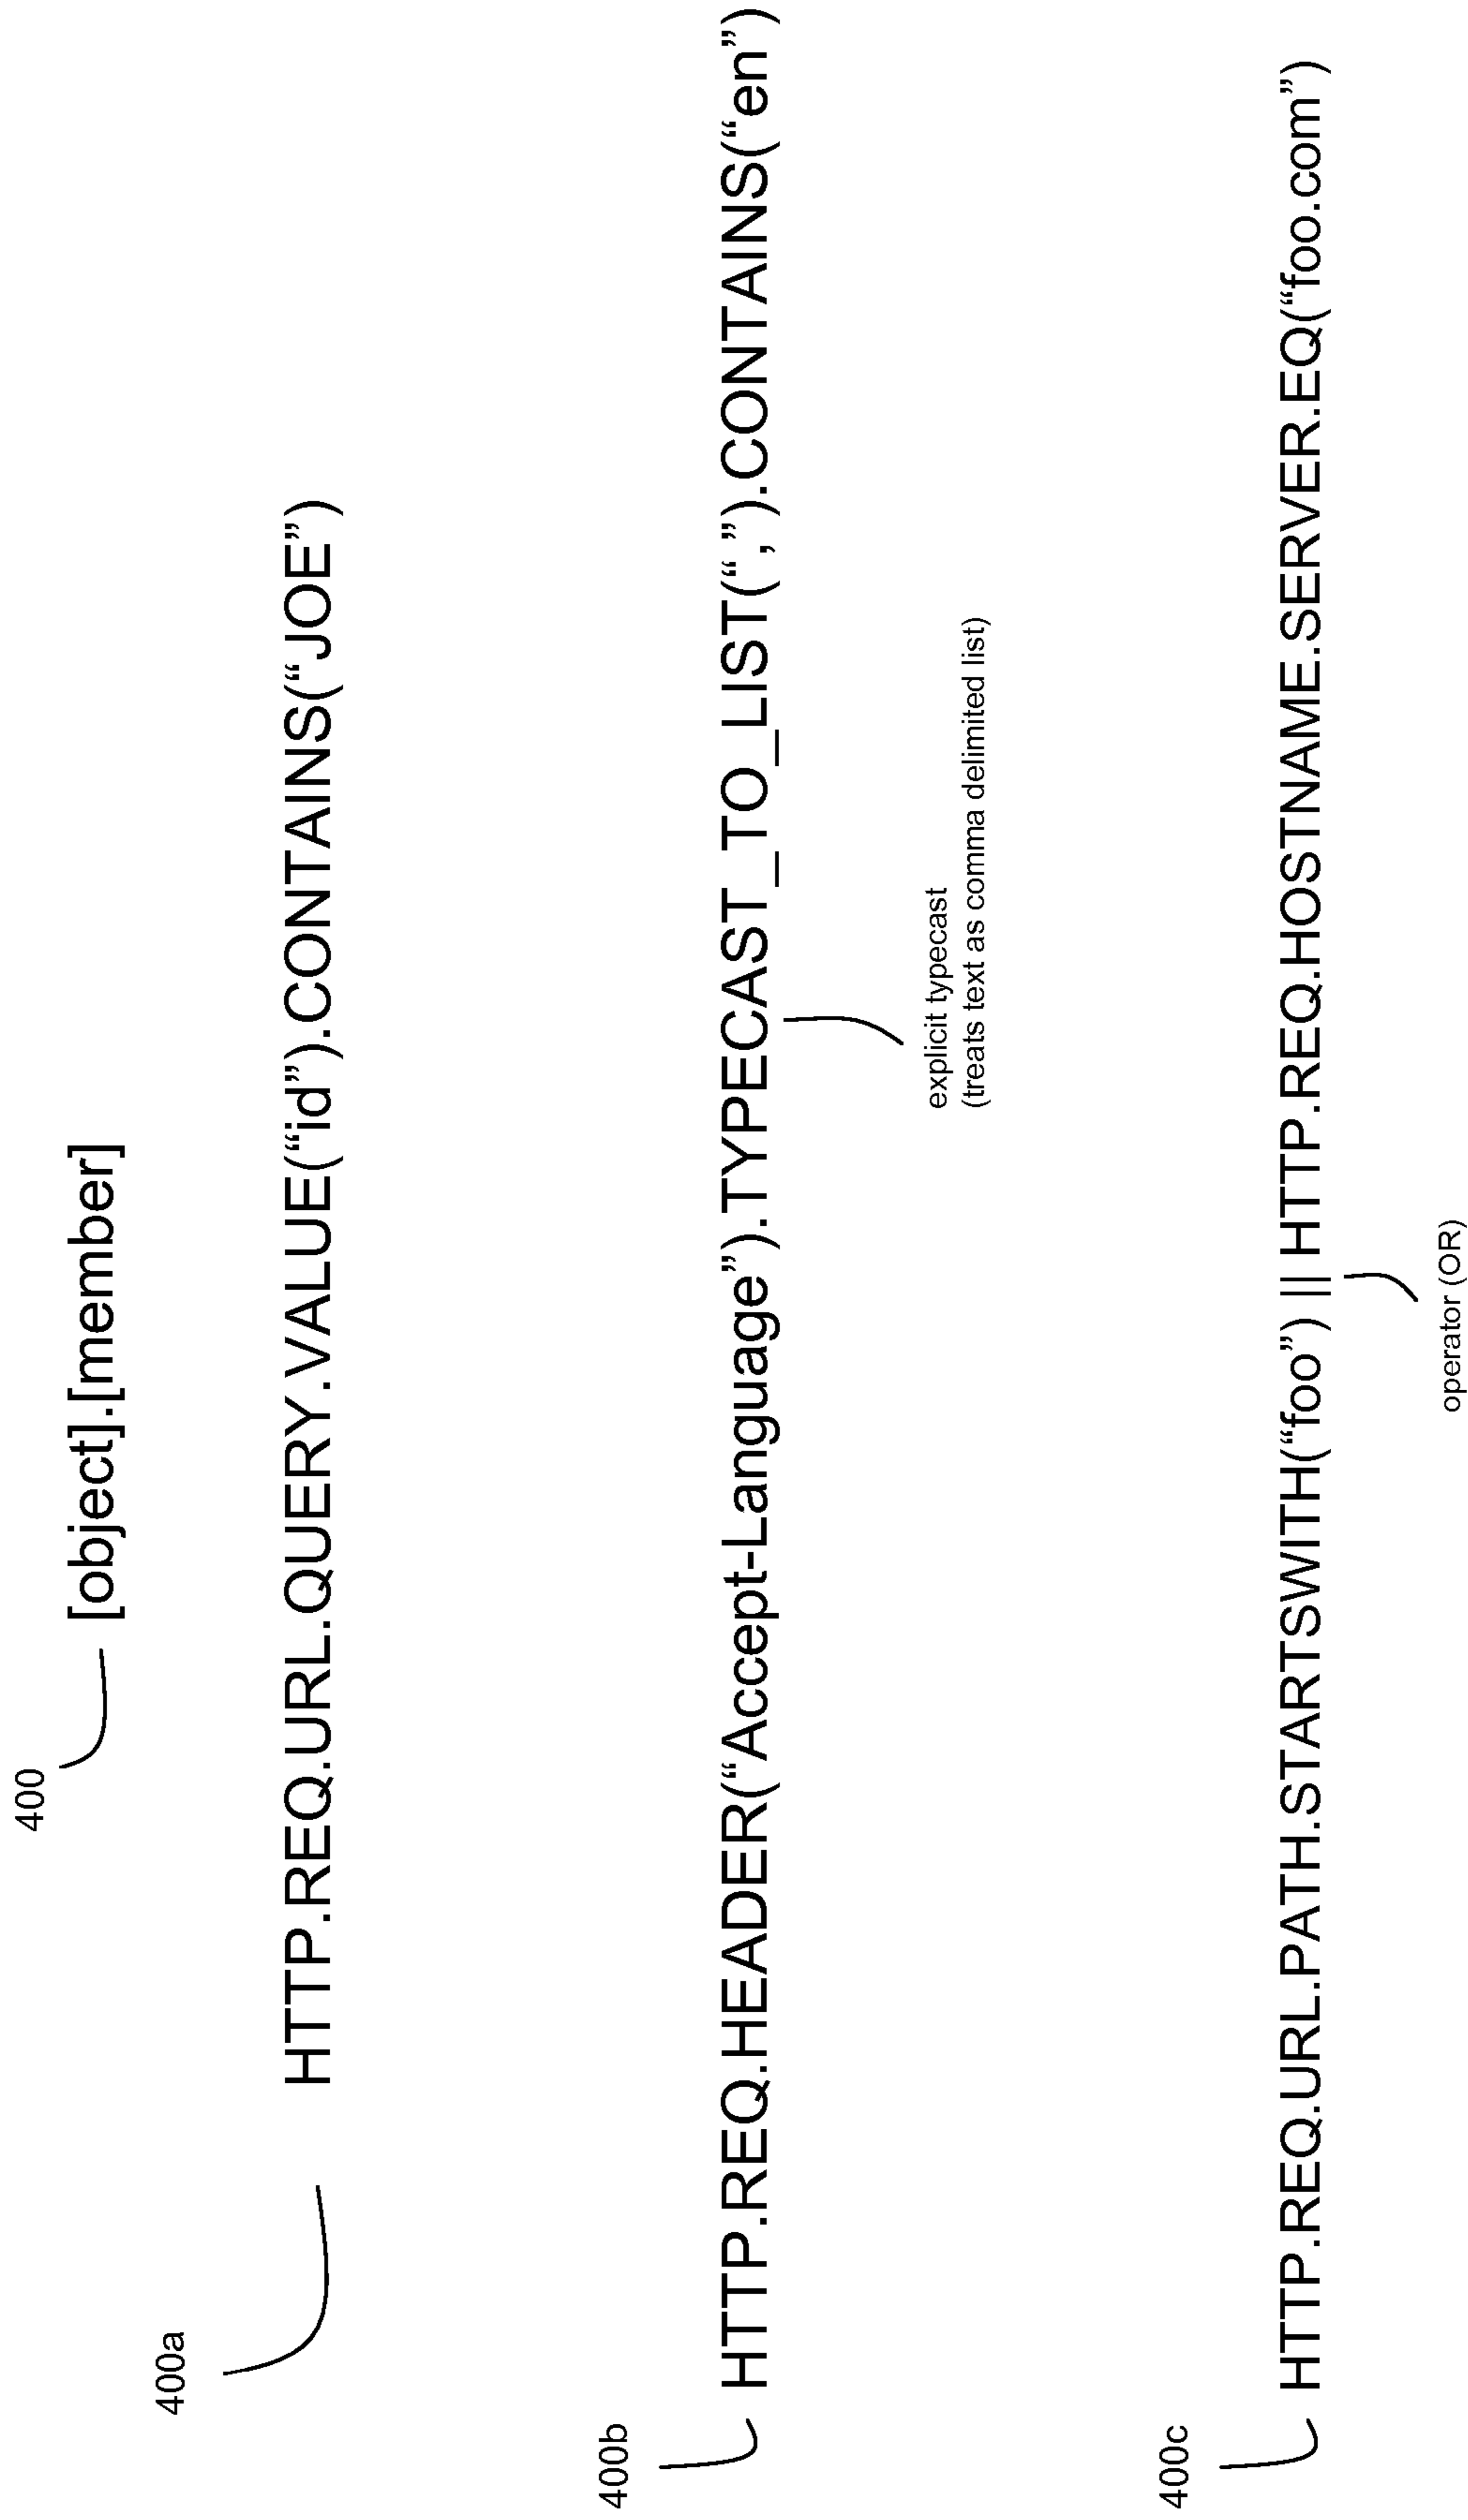 400
[object].[member]
400a
HTTP.REQ.URL.QUERY.VALUE(“id”).CONTAINS(“JOE”)
400b
HTTP.REQ.HEADER(“Accept-Language”).TYPECAST_TO_LIST(“,”).CONTAINS(“en”)
explicit typecast
(treats text as comma delimited list)
400c
HTTP.REQ.URL.PATH.STARTSWITH(“foo”) || HTTP.REQ.HOSTNAME.SERVER.EQ(“foo.com”)
operator (OR)